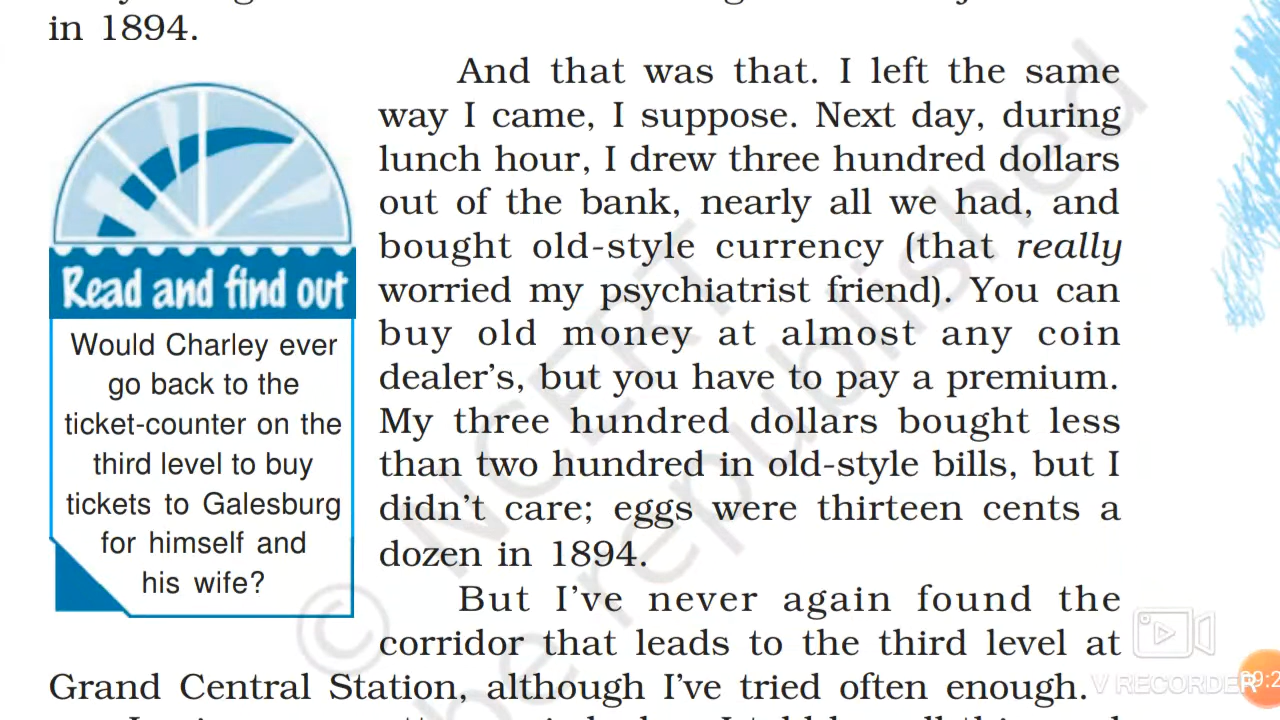 in 1894.
And that was that. I left the same
way I came, I suppose. Next day, during
lunch hour, I drew three hundred dollars
out of the bank, nearly all we had, and
bought old-style currency (that really
worried my psychiatrist friend). You can
buy old money at almost any coin
dealer's, but you have to pay a premium.
My three hundred dollars bought less
than two hundred in old-style bills, but I
didn't care; eggs were thirteen cents a
dozen in 1894.
Read and find out
Would Charley ever
go back to the
ticket-counter on the
third level to buy
tickets to Galesburg
for himself and
his wife?
But I've never again found the
corridor that leads to the third level at
Grand Central Station, although I've tried often enough.
© NCERT
be republished
V RECORDER